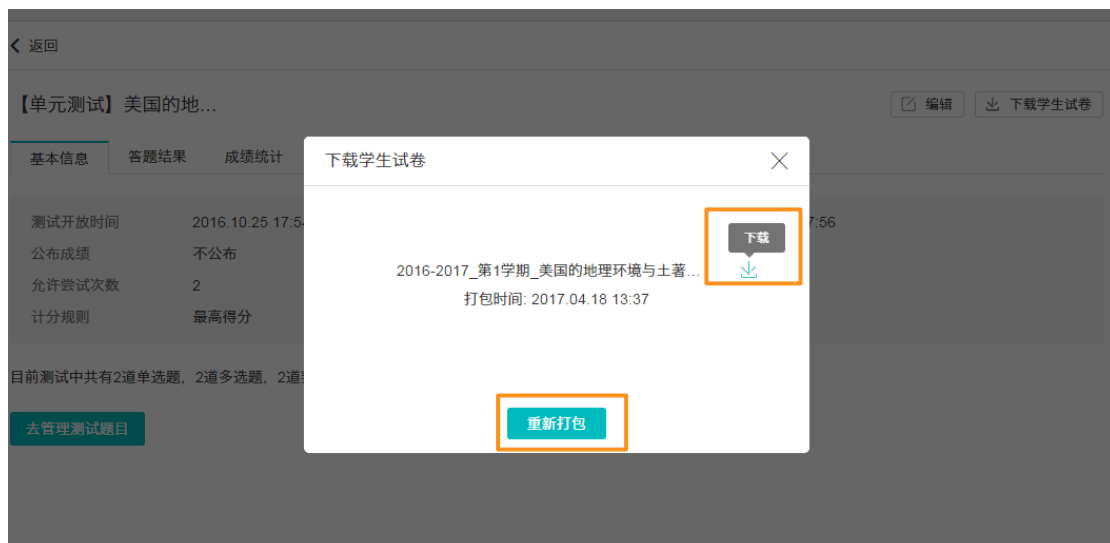 返回
【单元测试】美国的地...
编辑 下载学生试卷
基本信息 答题结果 成绩统计
下载学生试卷
测试开放时间 2016.10.25 17:5
7:56
下载
公布成绩 不公布
2016-2017_第1学期_美国的地理环境与土著...
允许尝试次数 2
打包时间: 2017.04.18 13:37
计分规则 最高得分
目前测试中共有2道单选题，2道多选题，2道
去管理测试题目
重新打包